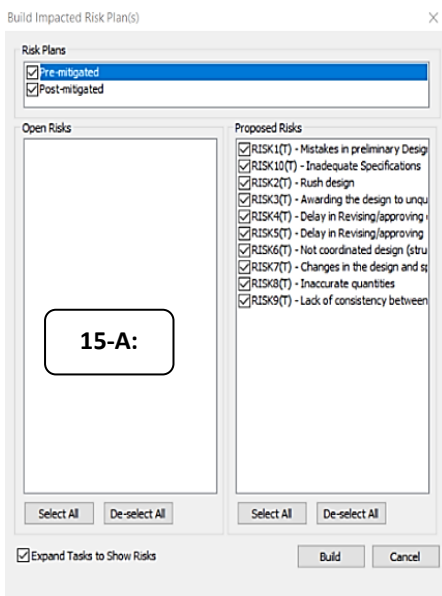 Build Impacted Risk Plan(s)
Risk Plans
Pre-mitigated
Post-mitigated
Open Risks
15-A:
Select All De-select All
Proposed Risks
RISK1(T) - Mistakes in preliminary Desig
RISK10(T) - Inadequate Specifications
RISK2(T) - Rush design
RISK3(T) - Awarding the design to unqu
RISK4(T) - Delay in Revising/approving
RISK5(T) - Delay in Revising/approving
RISK6(T) - Not coordinated design (stru
RISK7(T) - Changes in the design and sp
RISK8(T) - Inaccurate quantities
RISK9(T) - Lack of consistency between
Select All De-select All
Expand Tasks to Show Risks
Build Cancel